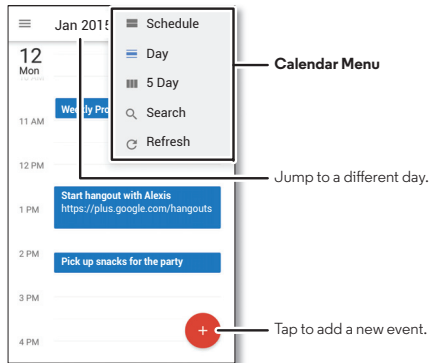 Jan 2015
Schedule
12
Mon
Day
Calendar Menu
5 Day
Search
11 AM
Refresh
12 PM
Jump to a different day.
Start hangout with Alexis
1 PM
https://plus.google.com/hangouts
2 PM
Pick up snacks for the party
3 PM
Tap to add a new event.
4 PM